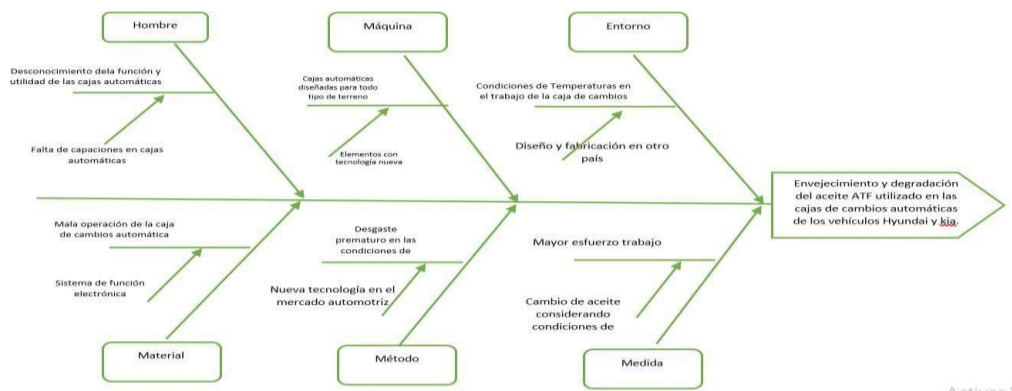 Hombre
Máquina
Entorno
Desconocimiento dela función y
utilidad de las cajas automáticas
Cajas automáticas
diseñadas para todo
tipo de terreno
Condiciones de Temperaturas en
el trabajo de la caja de cambios
Falta de capaciones en cajas
automáticas
Elementos con
tecnología nueva
Diseño y fabricación en otro
país
Envejecimiento y degradación
del aceite ATF utilizado en las
cajas de cambios automáticas
de los vehículos Hyundai y kia.
Mala operación de la caja
de cambios automática
Desgaste
prematuro en las
condiciones de
Mayor esfuerzo trabajo
Sistema de función
electrónica
Nueva tecnología en el
mercado automotriz
Cambio de aceite
considerando
condiciones de
Material
Método
Medida